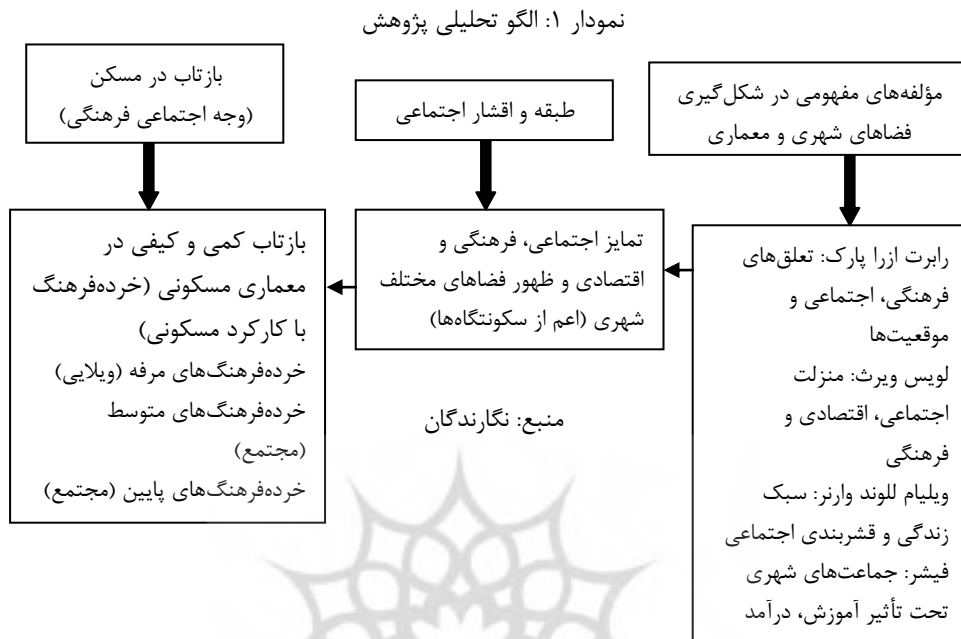 نمودار ۱: الگو تحلیلی پژوهش
مؤلفه‌های مفهومی در شکل‌گیری
فضاهای شهری و معماری
طبقه و اقشار اجتماعی
بازتاب در مسکن
(وجه اجتماعی فرهنگی)
رابرت ازرا پارک: تعلق‌های
فرهنگی، اجتماعی و
موقعیت‌ها
لویس ویرث: منزلت
اجتماعی، اقتصادی و
فرهنگی
ویلیام للوند وارنر: سبک
زندگی و قشربندی اجتماعی
فیشر: جماعت‌های شهری
تحت تأثیر آموزش، درآمد
تمایز اجتماعی، فرهنگی و
اقتصادی و ظهور فضاهای مختلف
شهری (اعم از سکونتگاه‌ها)
بازتاب کمی و کیفی در
معماری مسکونی (خرده‌فرهنگ
با کارکرد مسکونی)
خرده‌فرهنگ‌های مرفه (ویلایی)
خرده‌فرهنگ‌های متوسط
(مجتمع)
خرده‌فرهنگ‌های پایین (مجتمع)
منبع: نگارندگان